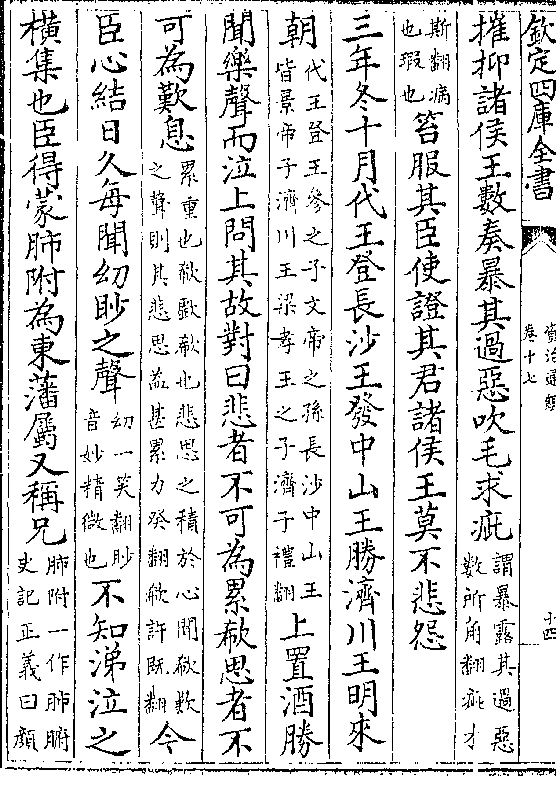 欽定四庫全書
資治通鑑
卷十七
十四
摧抑諸侯王數奏暴其過惡吹毛求疵謂暴露其過惡
數所角翻疵才
斯翻病
也瑕也笞服其臣使證其君諸侯王莫不悲怨
三年冬十月代王登長沙王發中山王勝濟川王明來
朝代王登王參之子文帝之孫長沙中山王
皆景帝子濟川王梁孝王之子濟子禮翻上置酒勝
聞樂聲而泣上問其故對曰悲者不可為累欷思者不
可為歎息累重也欷歔欷也悲思之積於心聞欷歎
之聲則其悲思益甚累力癸翻欷許既翻今
臣心結日久每聞幼眇之聲幼一笑翻眇
音妙精微也不知涕泣之
橫集也臣得蒙肺附為東藩屬又稱兄肺附一作肺腑
史記正義曰顔